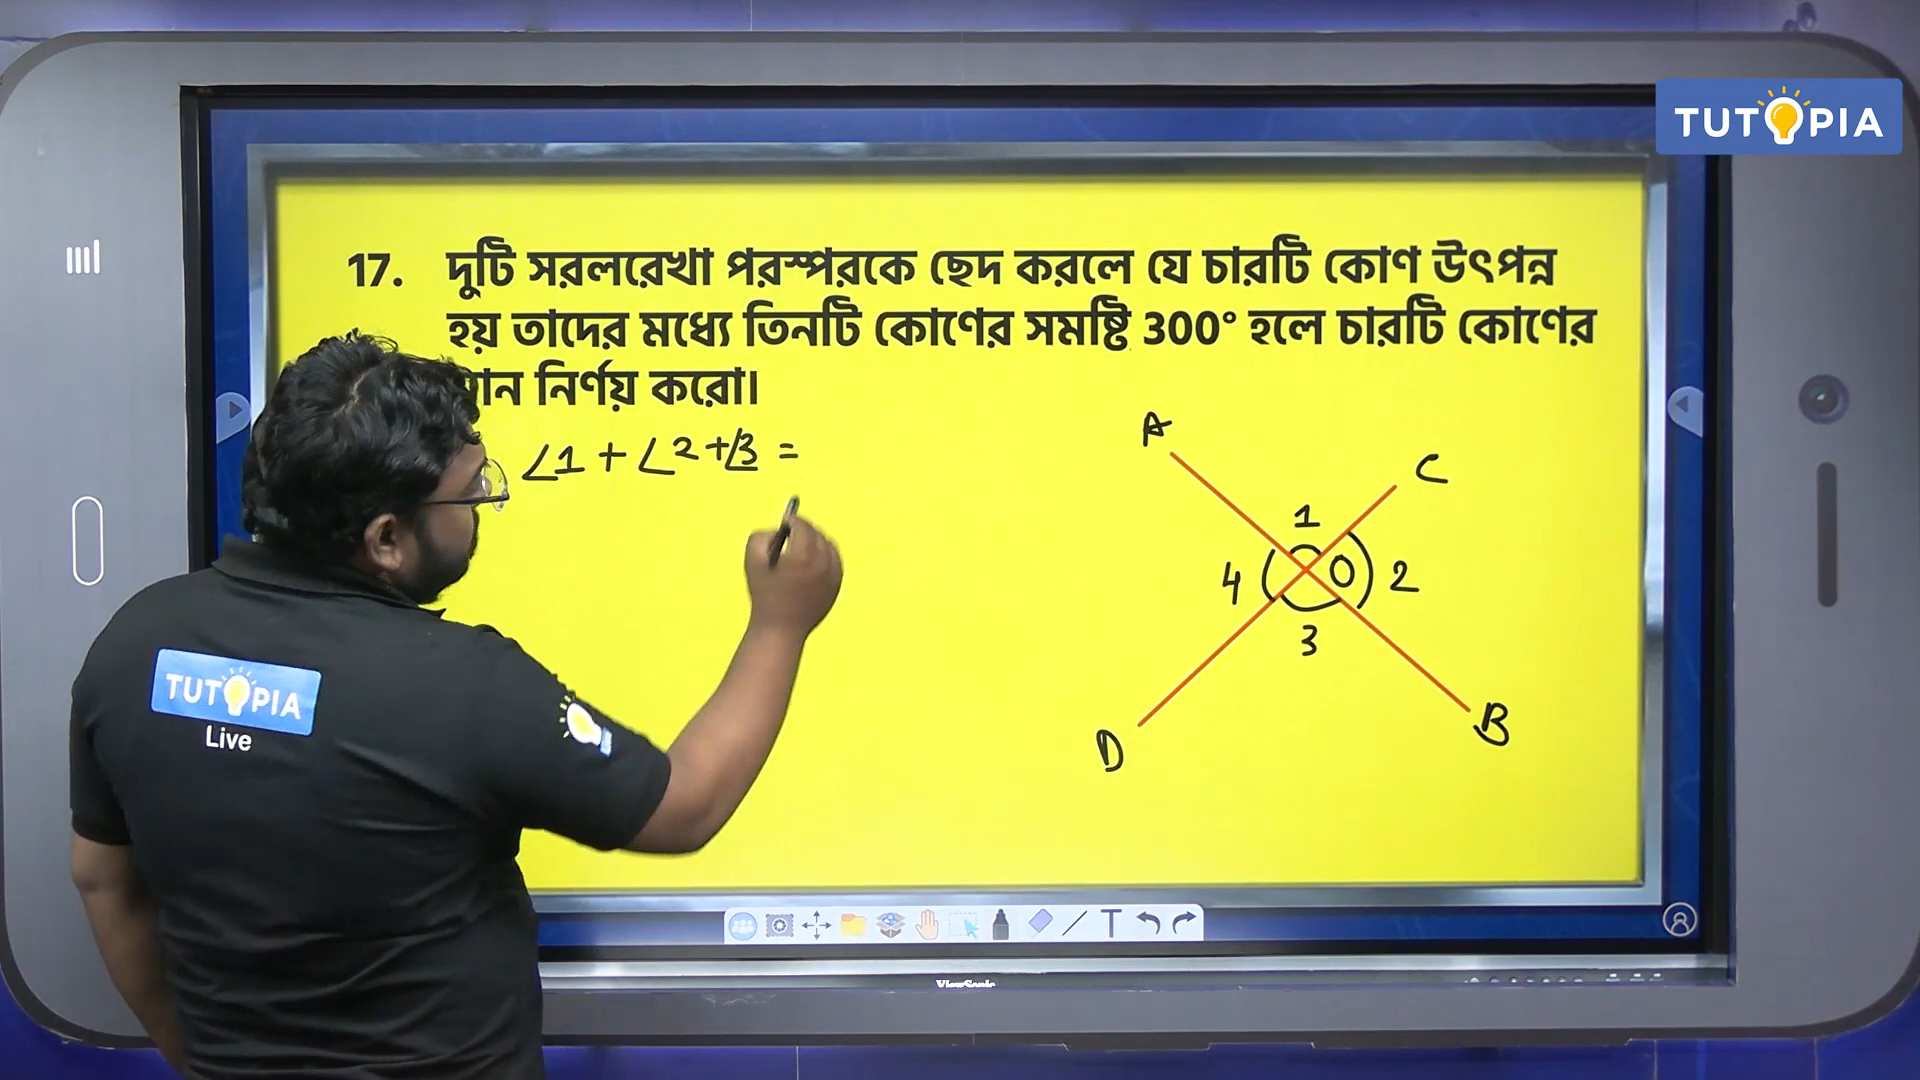 TUTOPIA
17. দুটি সরলরেখা পরস্পরকে ছেদ করলে যে চারটি কোণ উৎপন্ন
হয় তাদের মধ্যে তিনটি কোণের সমষ্টি 300° হলে চারটি কোণের
নির্ণয় করো।
∠1 + ∠2 + ∠3 =
A
C
1
4
O
2
3
D
B
TUTOPIA
Live
T
ViewSonic